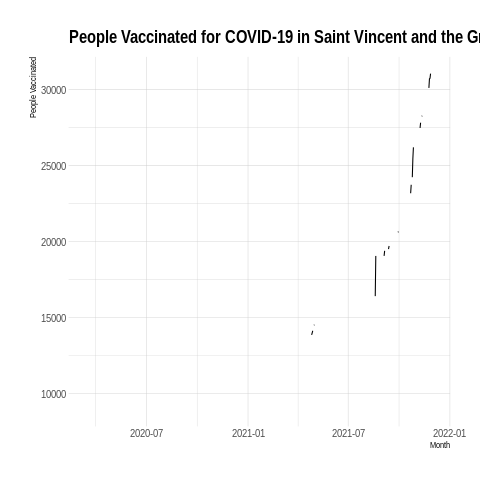 People Vaccinated for COVID-19 in Saint Vincent and the Gr
People Vaccinated
30000
25000
20000
15000
10000
2020-07 2021-01 2021-07 2022-01
Month